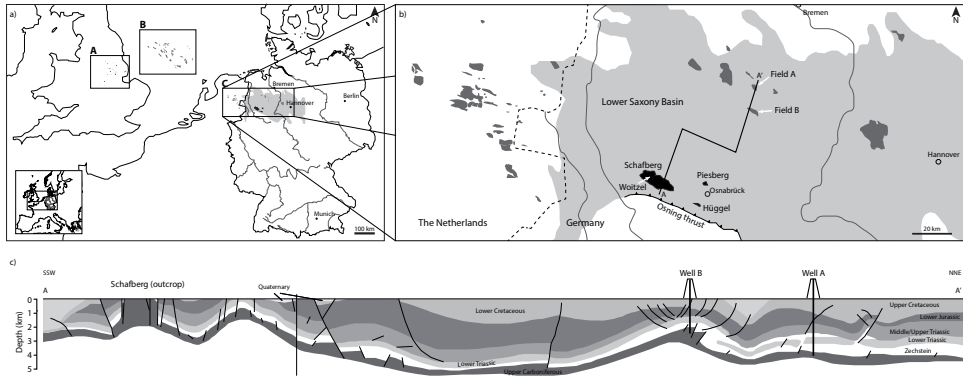 a)
N
B
A
C
Bremen
Hannover
Berlin
Munich
100 km
b)
Bremen
N
A'
Field A
Field B
Lower Saxony Basin
Schafberg
Woitzel
A
Piesberg
Osnabrück
Hüggel
Osning thrust
Hannover
The Netherlands
Germany
20 km
c)
SSW
NNE
A
A'
Schafberg (outcrop)
Quaternary
Well B
Well A
Depth (km)
0
1
2
3
4
5
Lower Cretaceous
Upper Cretaceous
Lower Jurassic
Middle/Upper Triassic
Lower Triassic
Zechstein
Lower Triassic
Upper Carboniferous